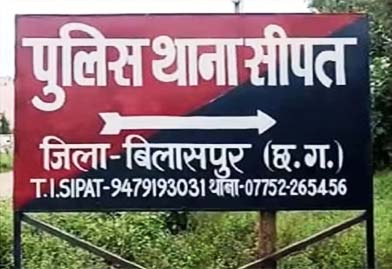 पुलिस थाना सीपत
जिला-बिलासपुर (छ.ग.)
T.I.SIPAT-9479193031 थाना-07752-265456